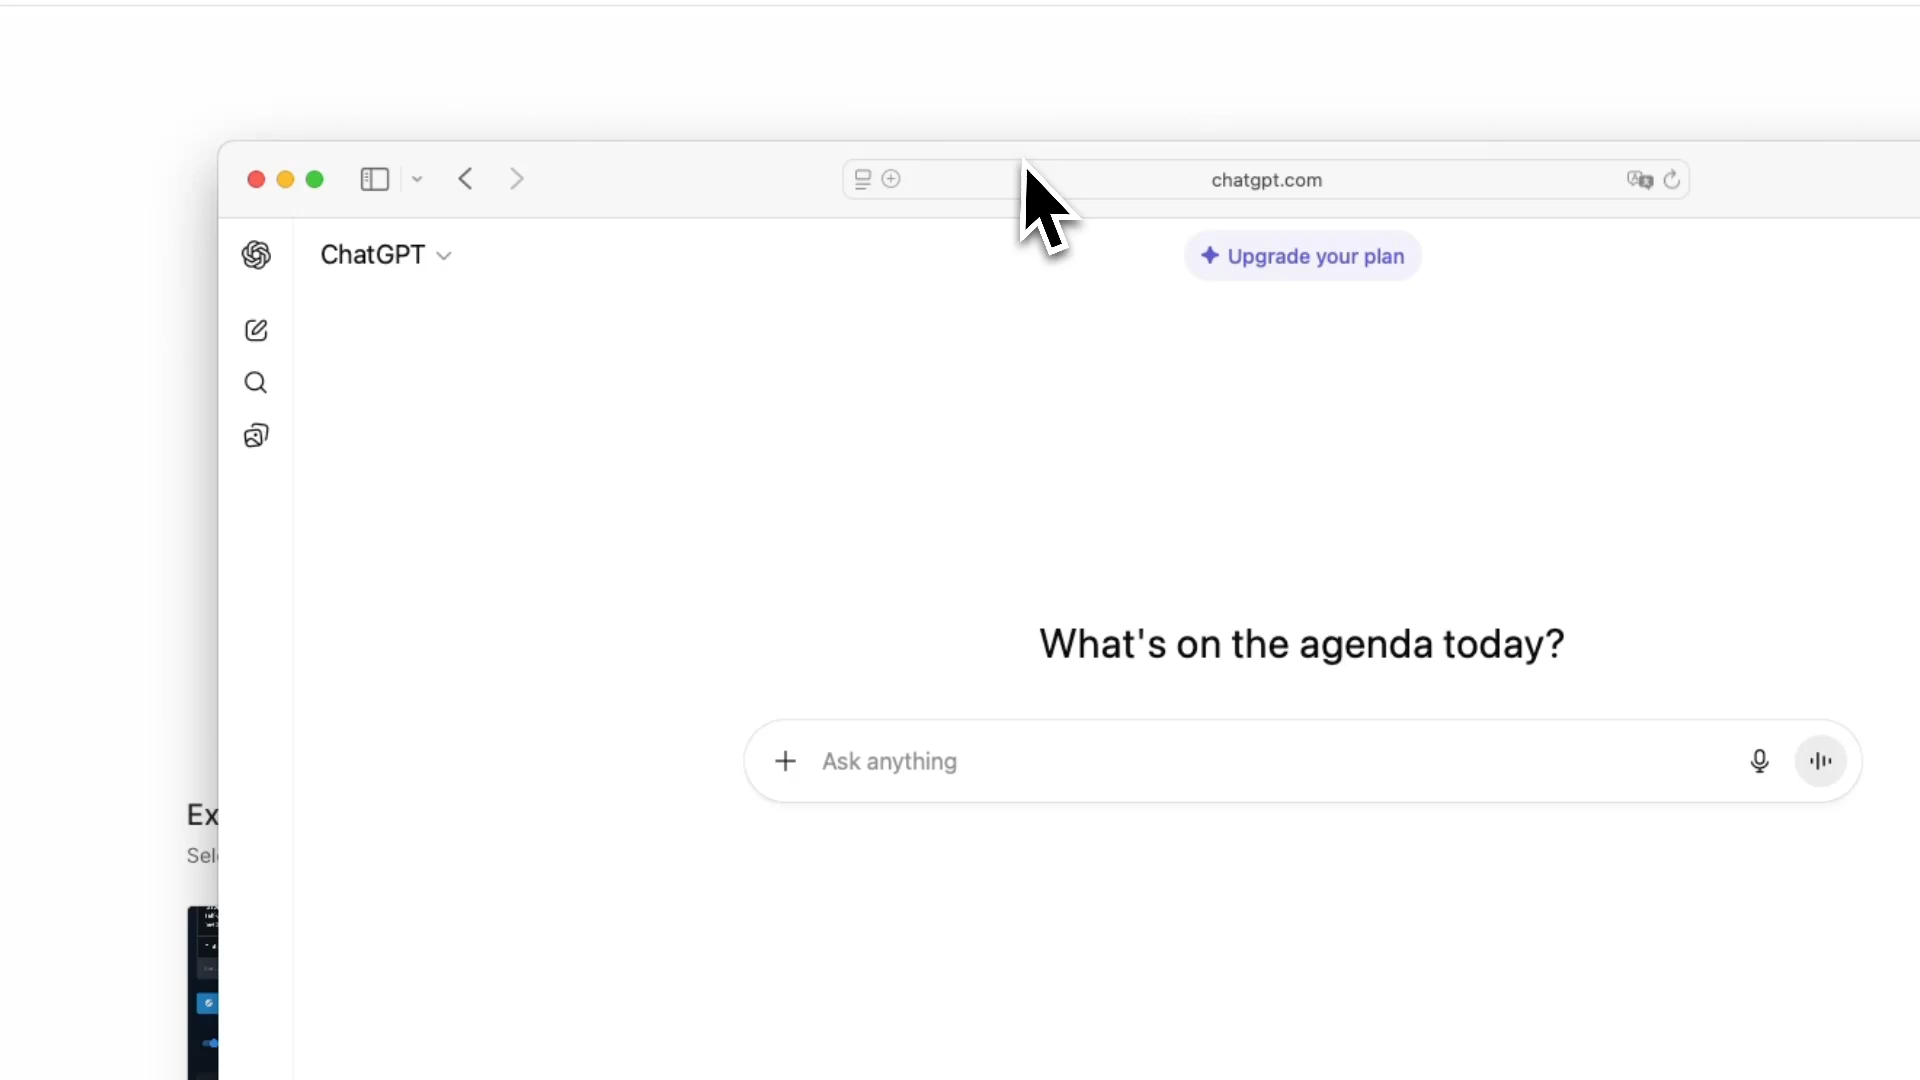 chatgpt.com
ChatGPT
Upgrade your plan
What's on the agenda today?
Ask anything
Ex
Sel